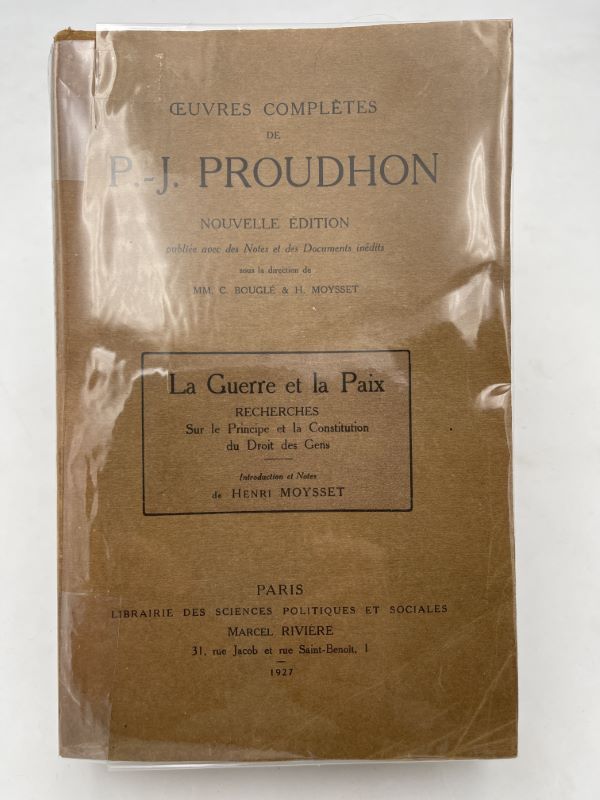 ŒUVRES COMPLÈTES
DE
P.-J. PROUDHON
NOUVELLE ÉDITION
publiée avec des Notes et des Documents inédits
sous la direction de
MM. C. BOUGLÉ & H. MOYSSET
La Guerre et la Paix
RECHERCHES
Sur le Principe et la Constitution
du Droit des Gens
Introduction et Notes
de HENRI MOYSSET
PARIS
LIBRAIRIE DES SCIENCES POLITIQUES ET SOCIALES
MARCEL RIVIÈRE
31, rue Jacob et rue Saint-Benoît, 1
1927